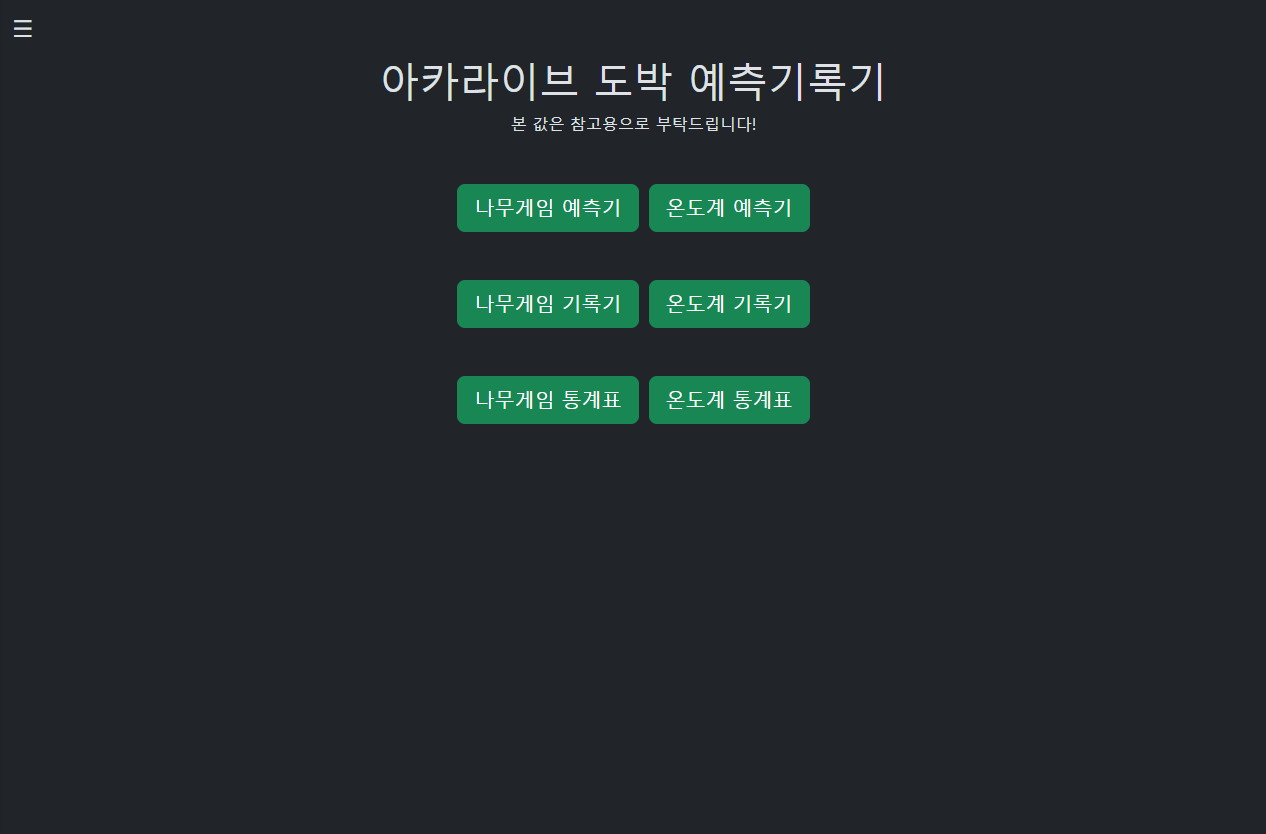 아카라이브 도박 예측기록기
본 값은 참고용으로 부탁드립니다!
나무게임 예측기 온도계 예측기
나무게임 기록기 온도계 기록기
나무게임 통계표 온도계 통계표